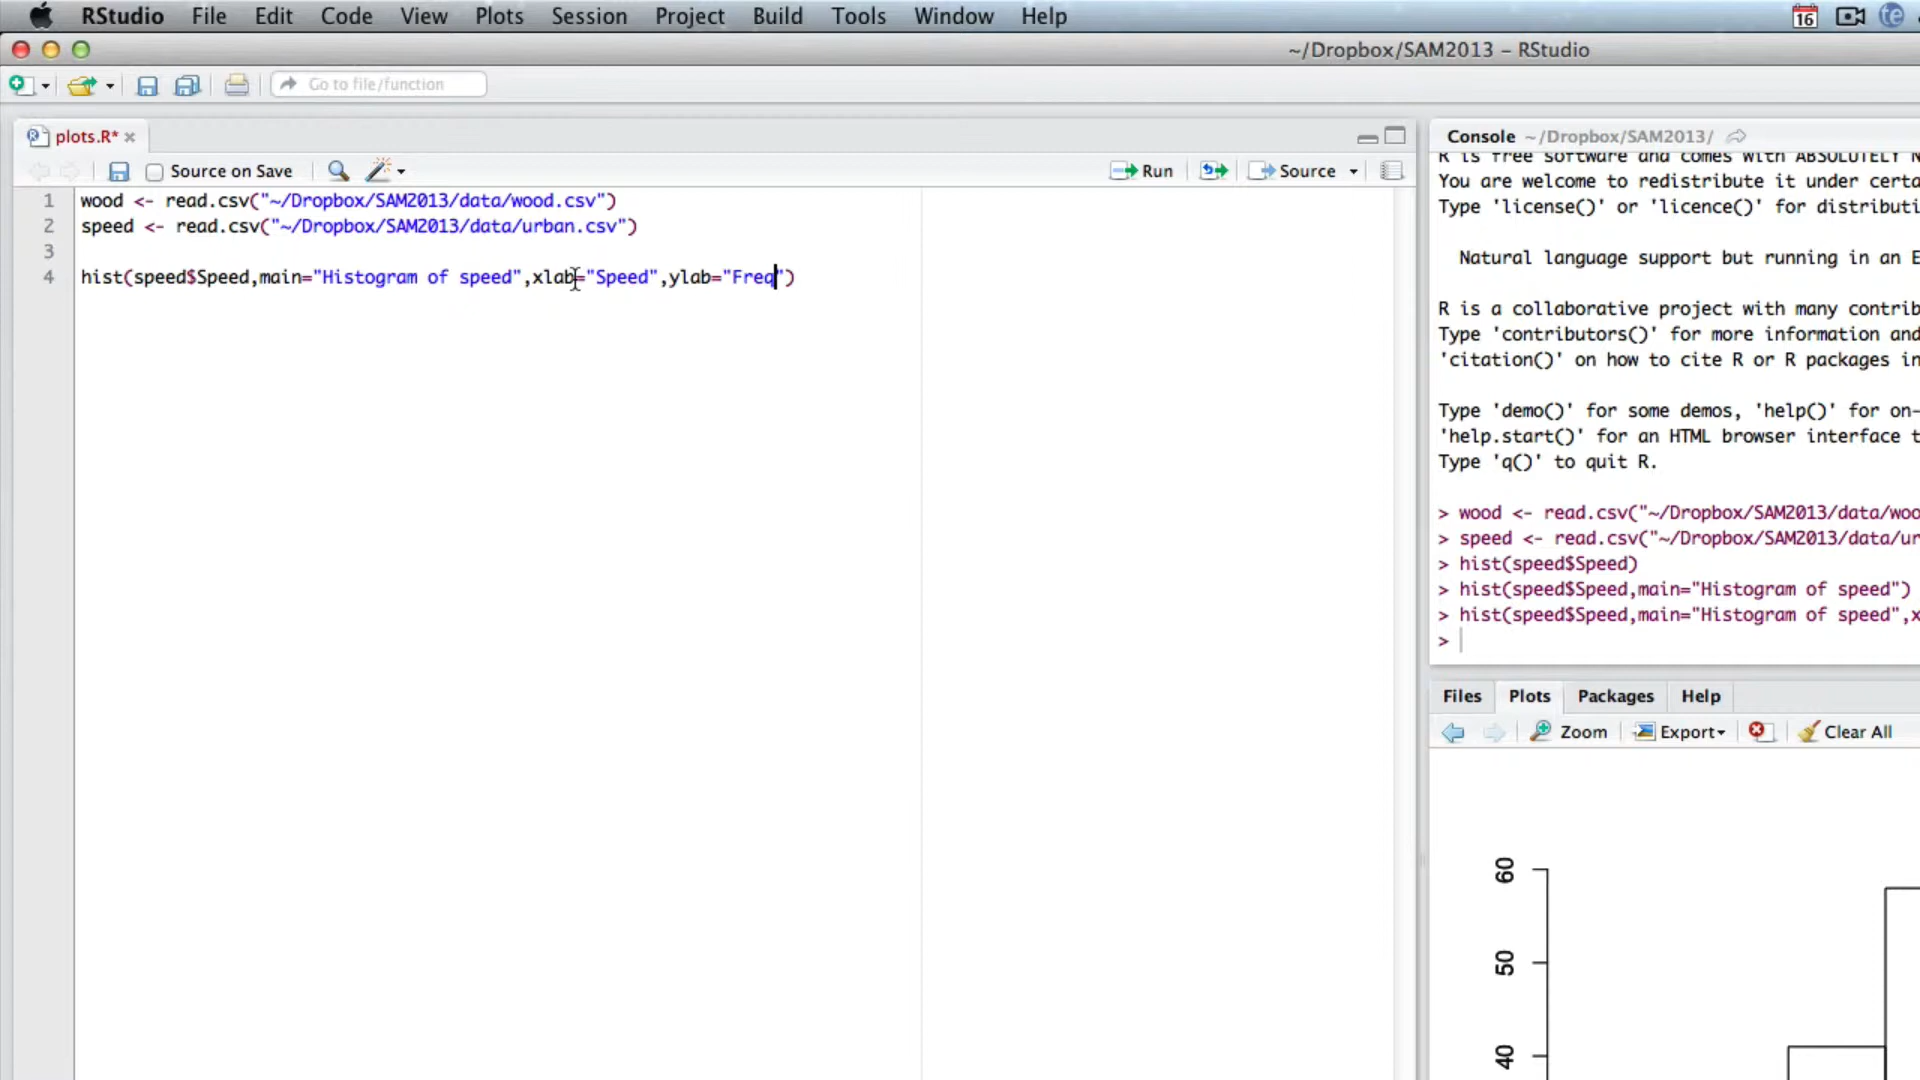 RStudio File Edit Code View Plots Session Project Build Tools Window Help 16
~/Dropbox/SAM2013 – RStudio
Go to file/function
plots.R*
Source on Save Run Source
1 wood <- read.csv("~/Dropbox/SAM2013/data/wood.csv")
2 speed <- read.csv("~/Dropbox/SAM2013/data/urban.csv")
3
4 hist(speed$Speed,main="Histogram of speed",xlab="Speed",ylab="Freq")
Console ~/Dropbox/SAM2013/
R is free software and comes with ABSOLUTELY N
You are welcome to redistribute it under certa
Type 'license()' or 'licence()' for distributi
Natural language support but running in an E
R is a collaborative project with many contrib
Type 'contributors()' for more information and
'citation()' on how to cite R or R packages in
Type 'demo()' for some demos, 'help()' for on-
'help.start()' for an HTML browser interface t
Type 'q()' to quit R.
> wood <- read.csv("~/Dropbox/SAM2013/data/woo
> speed <- read.csv("~/Dropbox/SAM2013/data/ur
> hist(speed$Speed)
> hist(speed$Speed,main="Histogram of speed")
> hist(speed$Speed,main="Histogram of speed",x
>
Files Plots Packages Help
Zoom Export Clear All
60
50
40